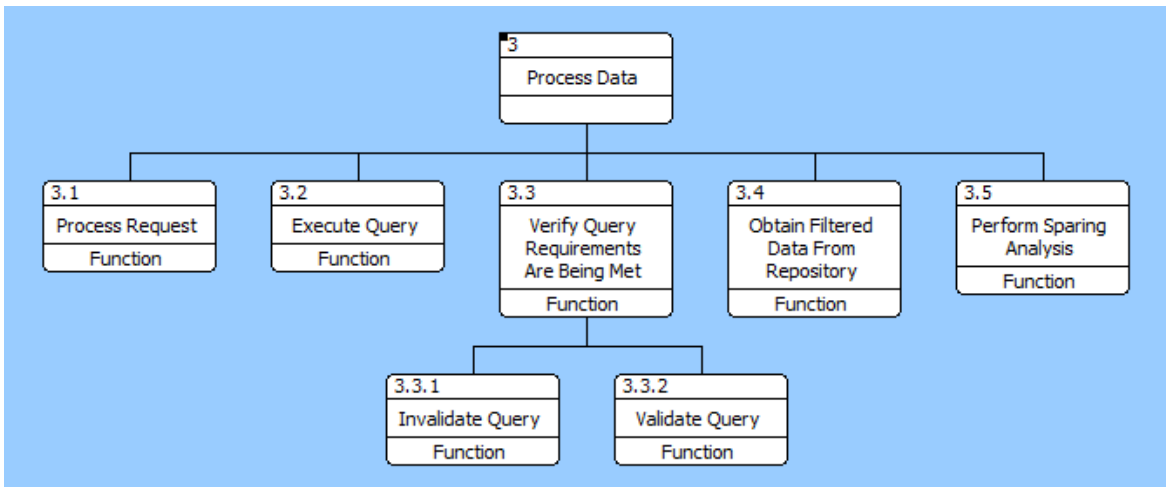 3
Process Data
3.1
Process Request
Function
3.2
Execute Query
Function
3.3
Verify Query
Requirements
Are Being Met
Function
3.4
Obtain Filtered
Data From
Repository
Function
3.5
Perform Sparing
Analysis
Function
3.3.1
Invalidate Query
Function
3.3.2
Validate Query
Function